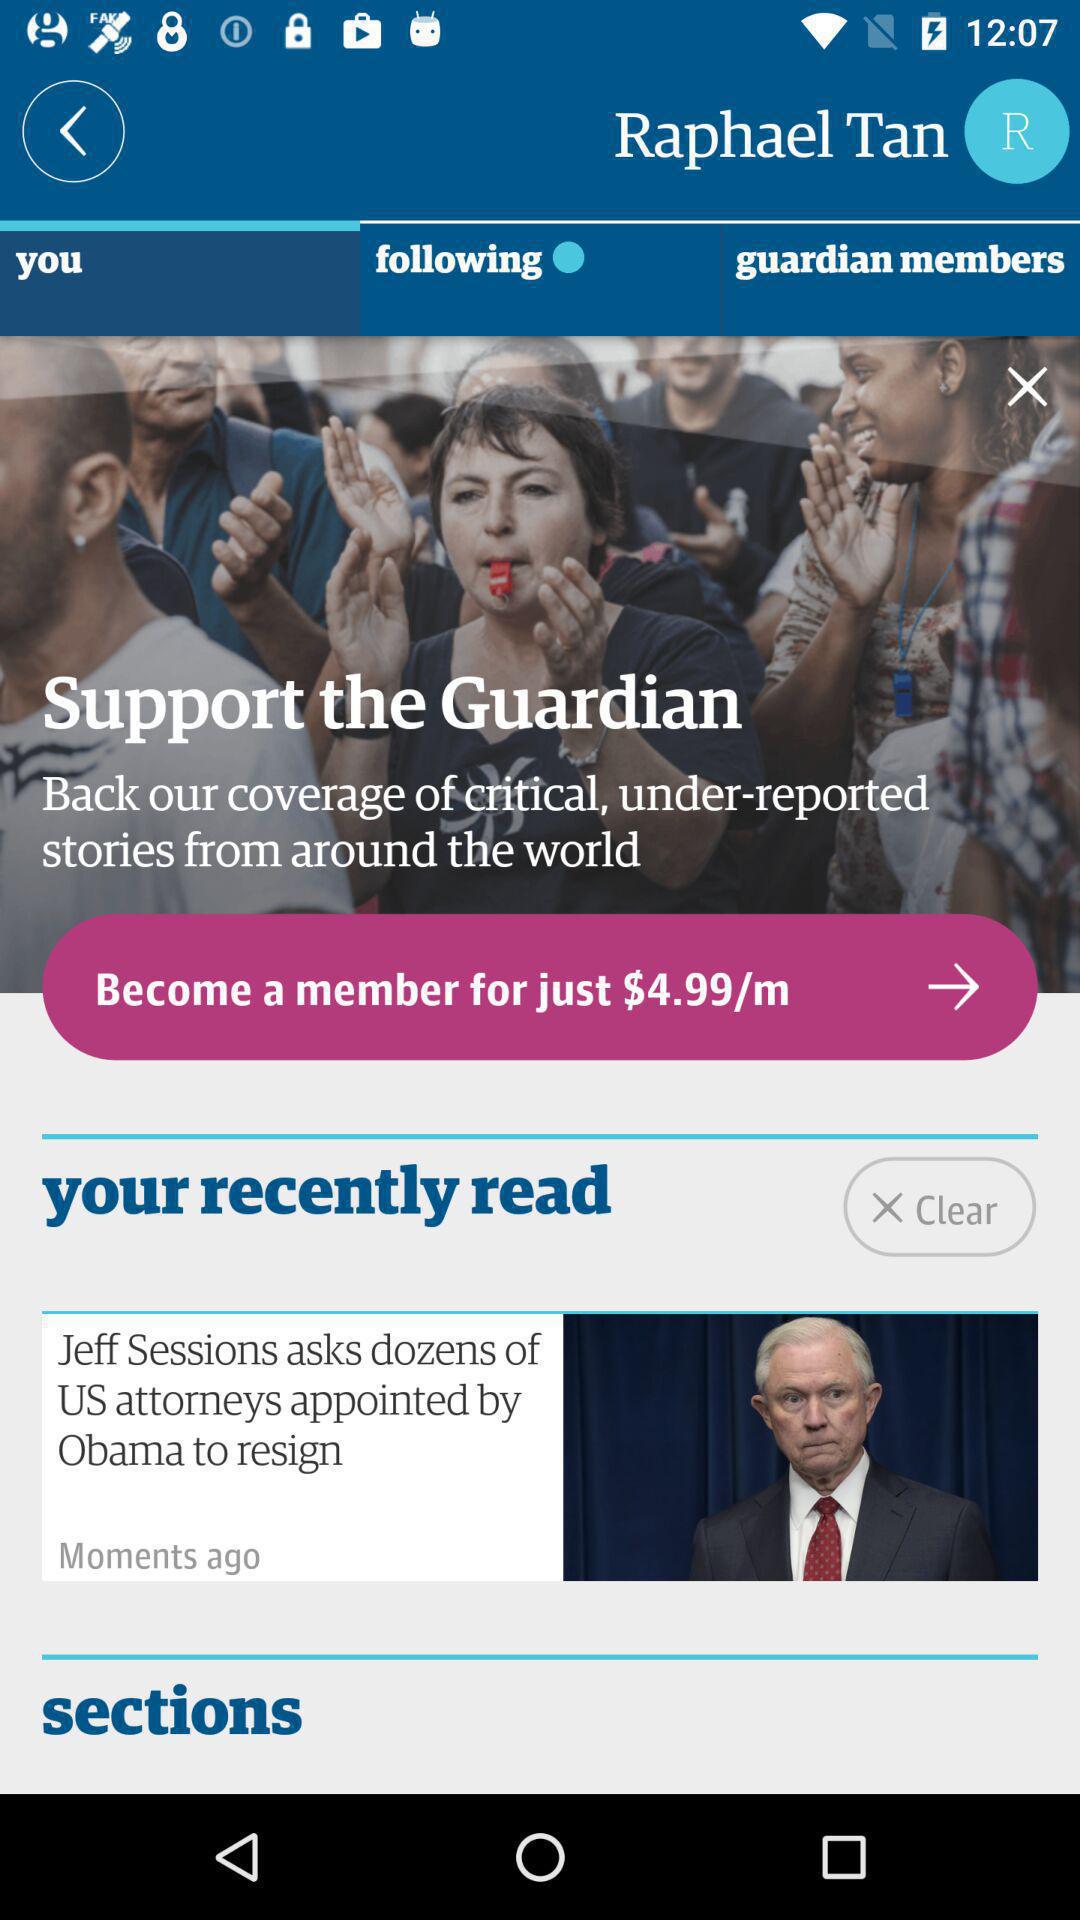 FAKE
12:07
Raphael Tan
R
you
following
guardian members
Support the Guardian
Back our coverage of critical, under-reported
stories from around the world
Become a member for just $4.99/m
your recently read
Clear
Jeff Sessions asks dozens of
US attorneys appointed by
Obama to resign
Moments ago
sections